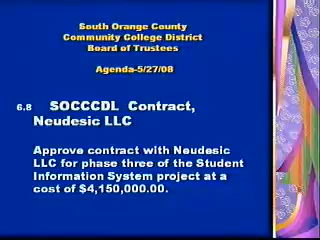 South Orange County
Community College District
Board of Trustees
Agenda-5/27/08
6.8 SOCCCDL Contract,
Neudesic LLC
Approve contract with Neudesic
LLC for phase three of the Student
Information System project at a
cost of $4,150,000.00.